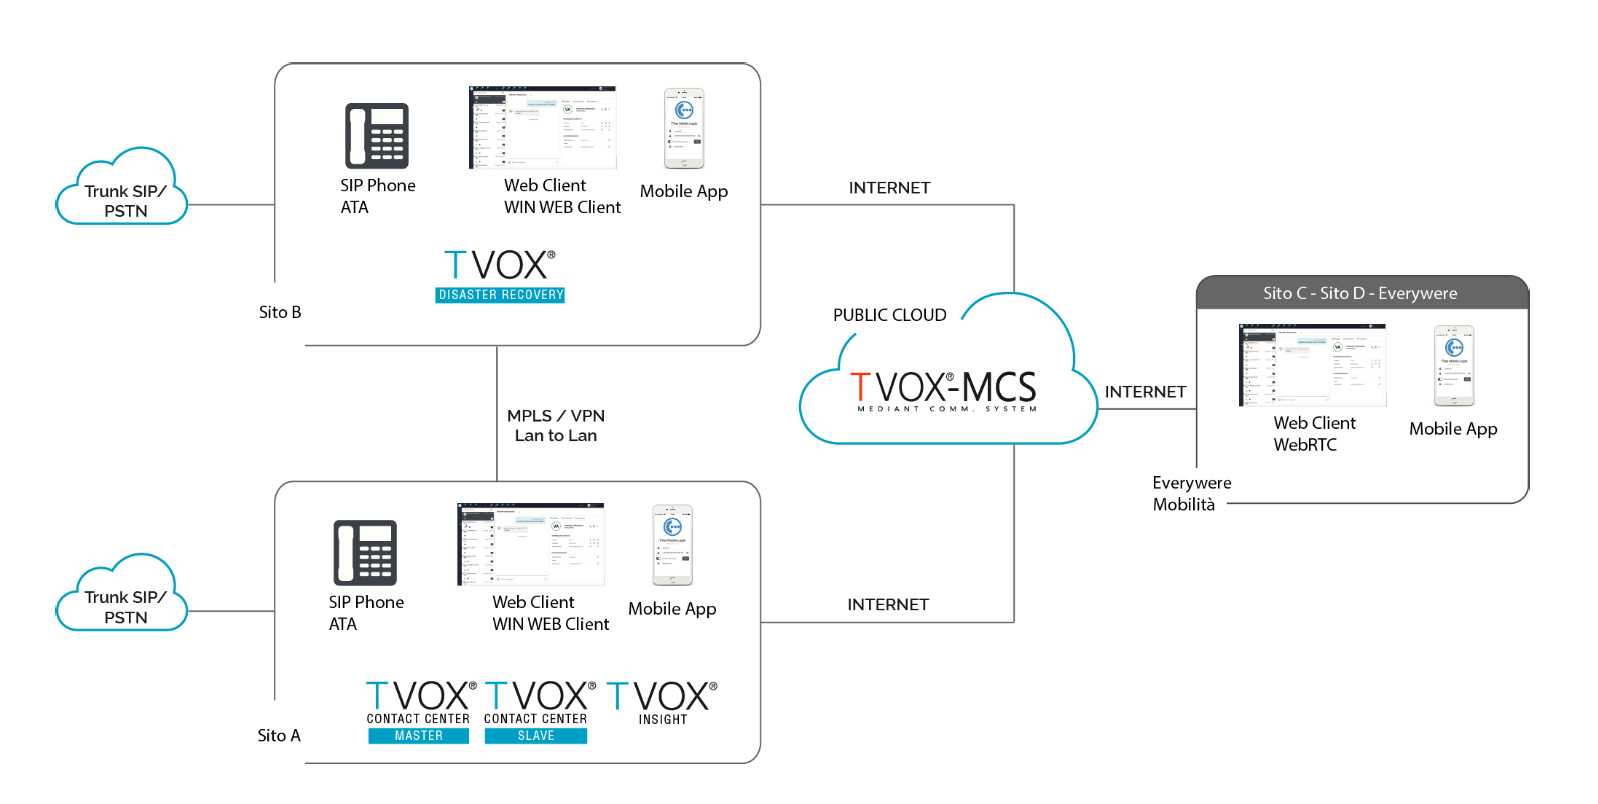 Trunk SIP/
PSTN
SIP Phone
ATA
Web Client
WIN WEB Client
Mobile App
TVOX®
DISASTER RECOVERY
Sito B
INTERNET
MPLS / VPN
Lan to Lan
PUBLIC CLOUD
TVOX®-MCS
MEDIANT COMM. SYSTEM
INTERNET
Sito C - Sito D - Everywere
Web Client
WebRTC
Mobile App
Everywere
Mobilità
Trunk SIP/
PSTN
SIP Phone
ATA
Web Client
WIN WEB Client
Mobile App
INTERNET
TVOX®
CONTACT CENTER
MASTER
TVOX®
CONTACT CENTER
SLAVE
TVOX®
INSIGHT
Sito A